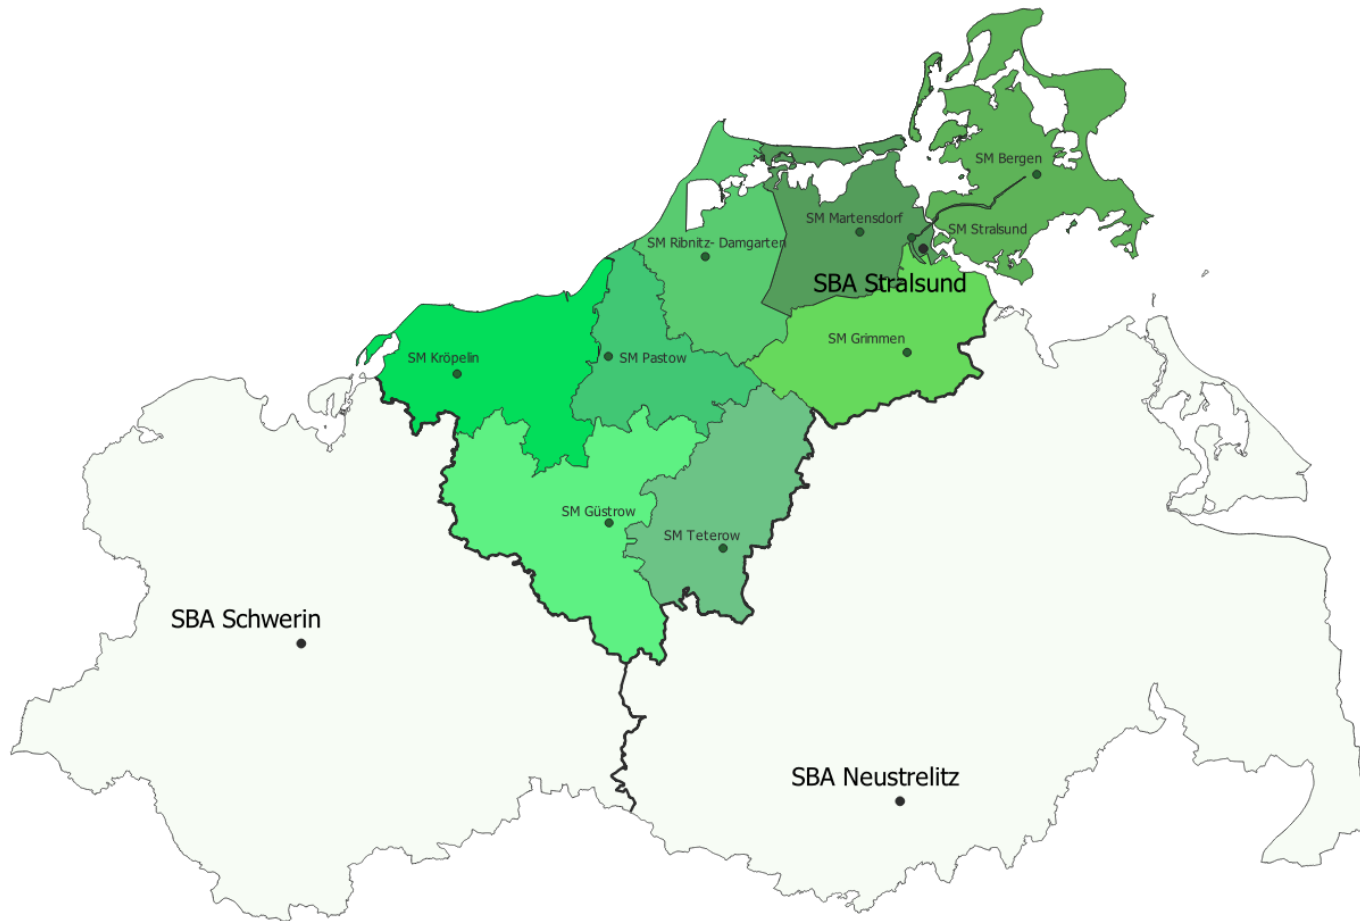 SM Bergen
SM Martensdorf
SM Stralsund
SM Ribnitz- Damgarten
SBA Stralsund
SM Grimmen
SM Kröpelin
SM Pastow
SM Güstrow
SM Teterow
SBA Schwerin
SBA Neustrelitz